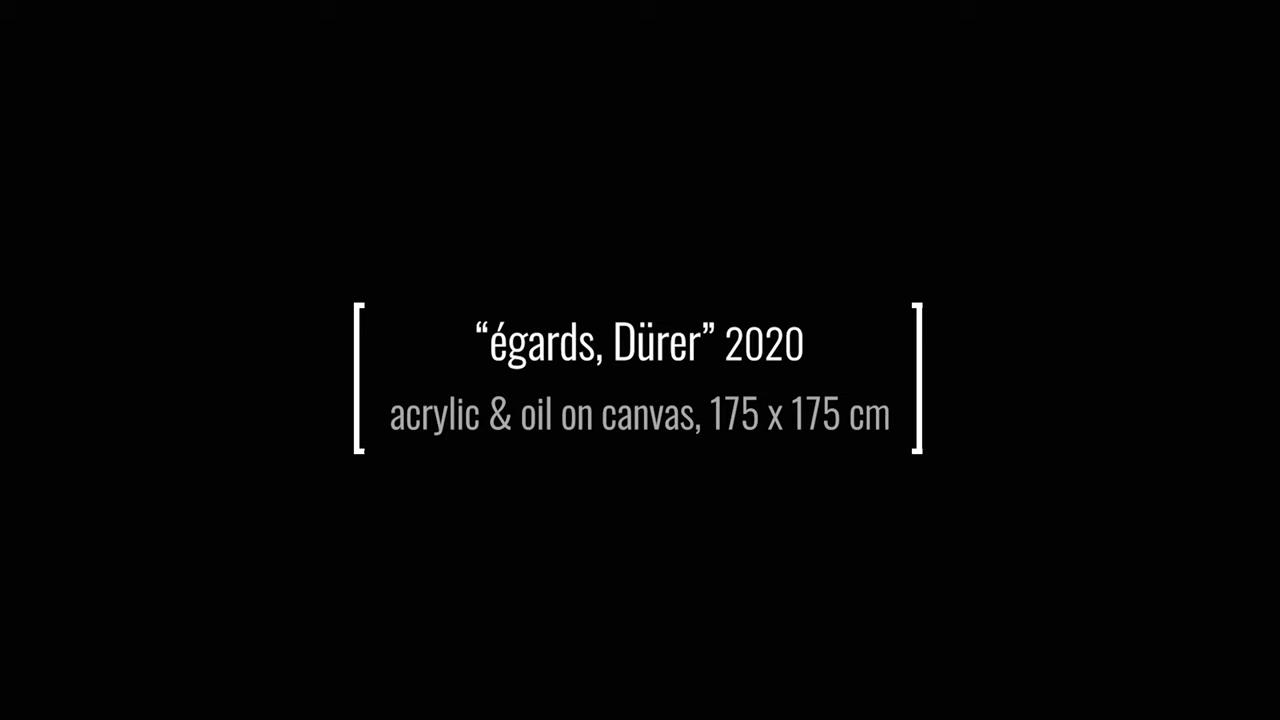 “égards, Dürer” 2020
acrylic & oil on canvas, 175 x 175 cm